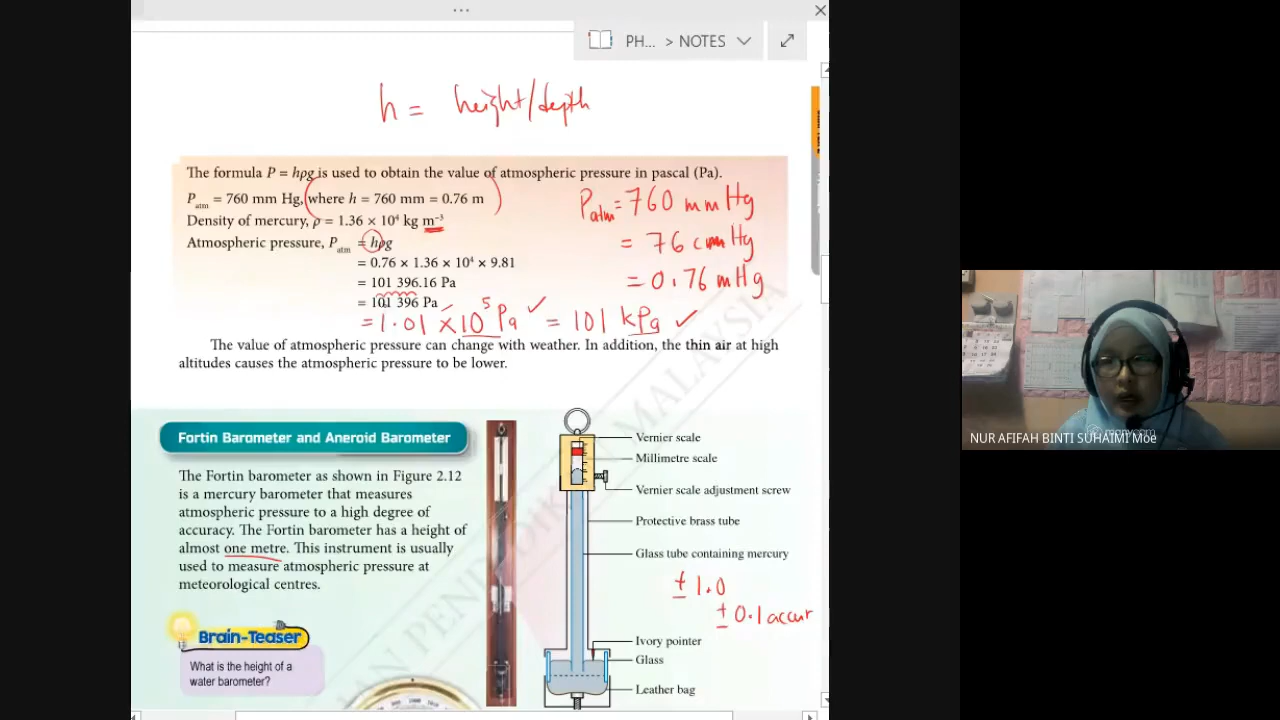 PH... > NOTES
h = height/depth
The formula P = hρg is used to obtain the value of atmospheric pressure in pascal (Pa).
Patm = 760 mm Hg, (where h = 760 mm = 0.76 m)
Density of mercury, ρ = 1.36 × 10⁴ kg m⁻³
Atmospheric pressure, Patm = hρg
= 0.76 × 1.36 × 10⁴ × 9.81
= 101 396.16 Pa
= 101 396 Pa
= 1.01 × 10⁵ Pa ✓ = 101 kPa ✓
Patm = 760 mm Hg
= 76 cm Hg
= 0.76 m Hg
The value of atmospheric pressure can change with weather. In addition, the thin air at high
altitudes causes the atmospheric pressure to be lower.
Fortin Barometer and Aneroid Barometer
The Fortin barometer as shown in Figure 2.12
is a mercury barometer that measures
atmospheric pressure to a high degree of
accuracy. The Fortin barometer has a height of
almost one metre. This instrument is usually
used to measure atmospheric pressure at
meteorological centres.
Brain-Teaser
What is the height of a
water barometer?
Vernier scale
Millimetre scale
Vernier scale adjustment screw
Protective brass tube
Glass tube containing mercury
± 1.0
± 0.1 accur
Ivory pointer
Glass
Leather bag
NUR AFIFAH BINTI SUHAIMI Moe
MALAYSIA